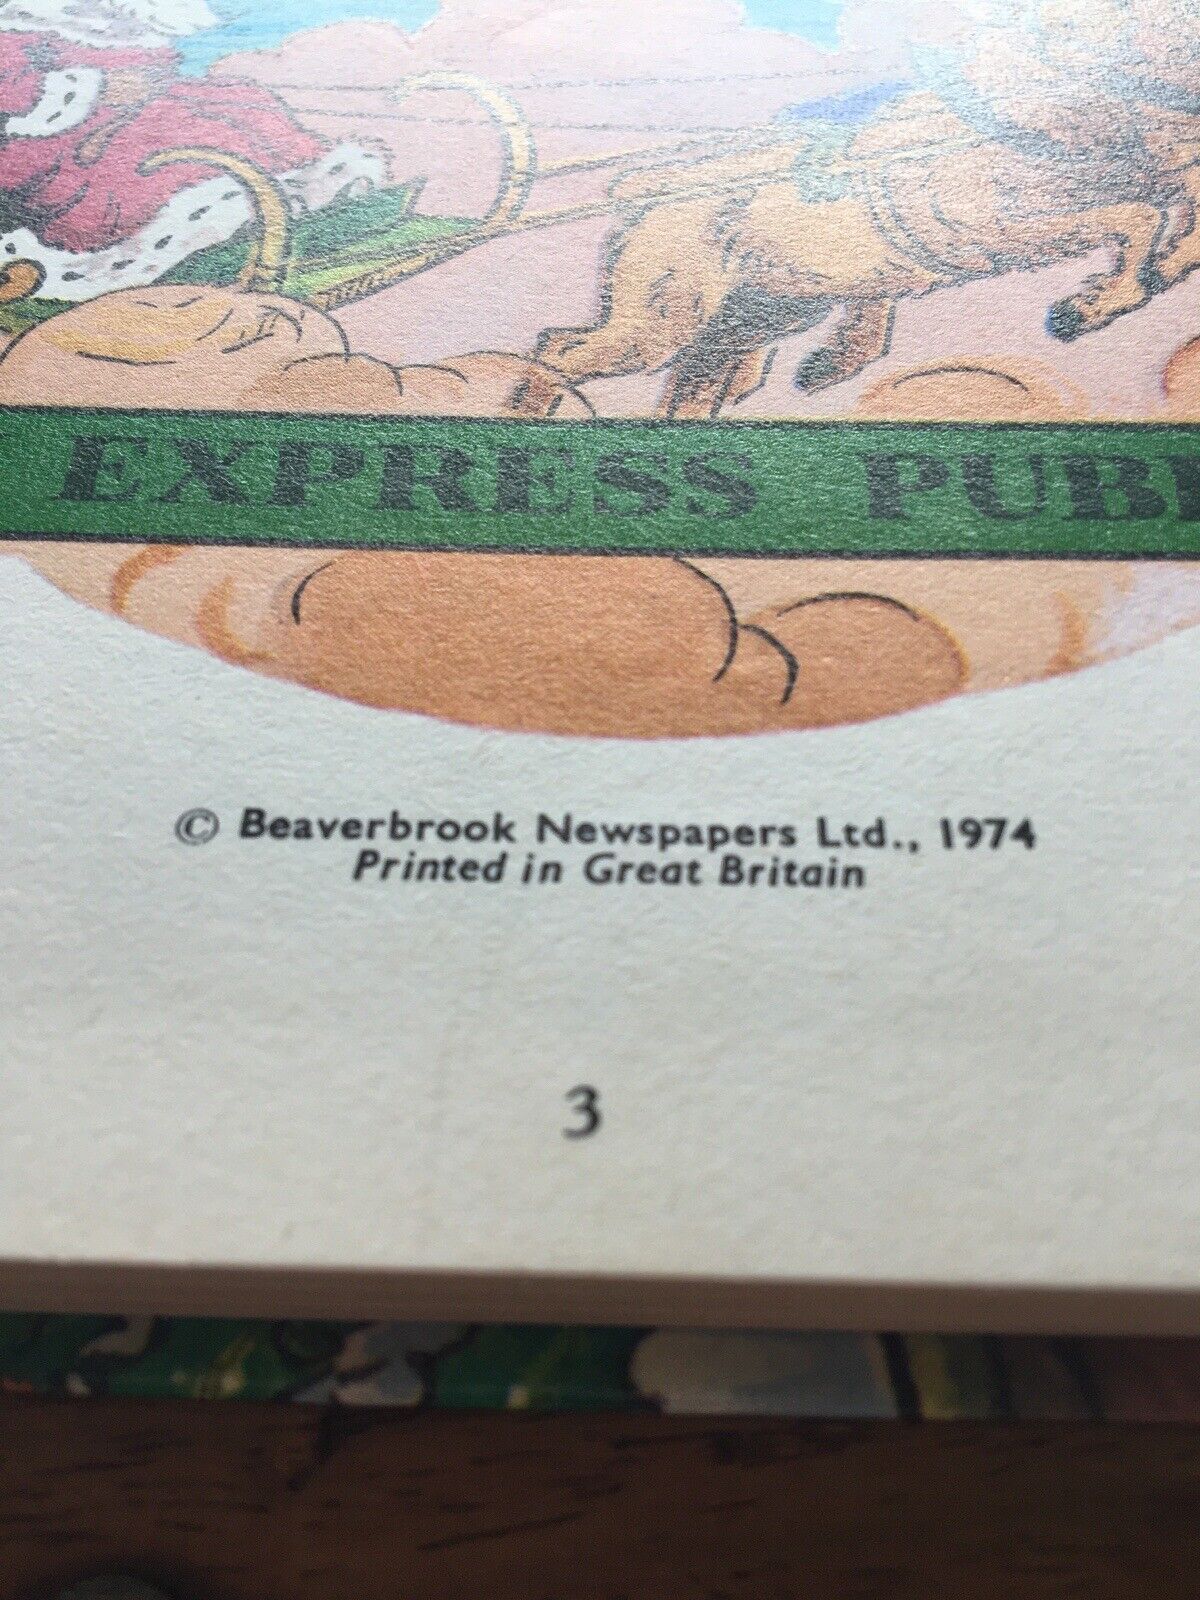 EXPRESS
© Beaverbrook Newspapers Ltd., 1974
Printed in Great Britain
3